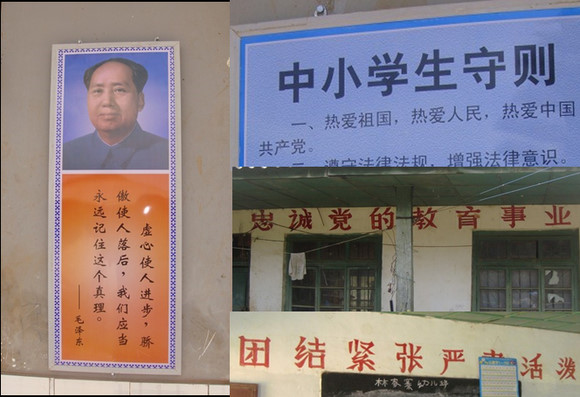 虚心使人进步，骄
傲使人落后，我们应当
永远记住这个真理。
——毛泽东
中小学生守则
一、热爱祖国，热爱人民，热爱中国
共产党。
二、遵守法律法规，增强法律意识。
忠诚党的教育事业
团结紧张严肃活泼
林家幼儿